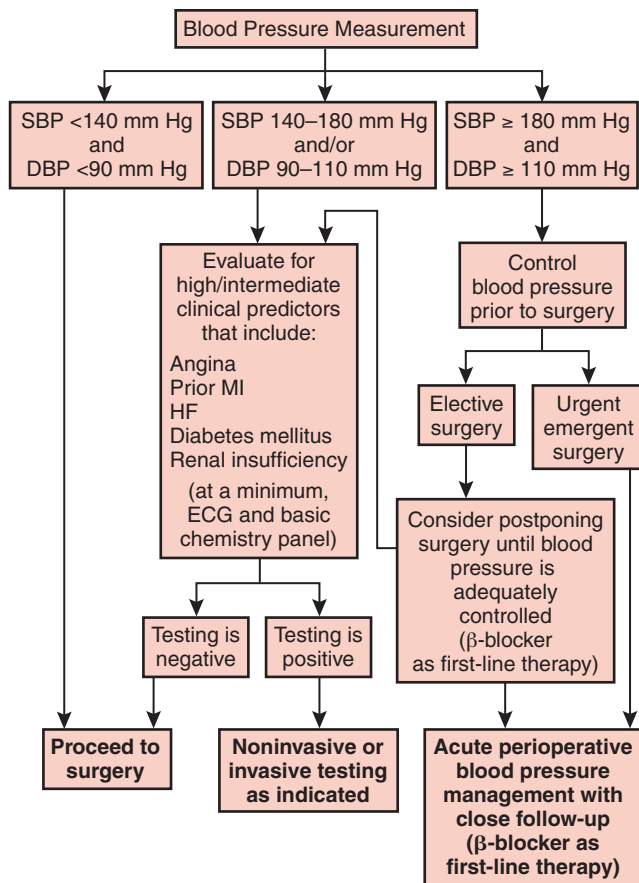 Blood Pressure Measurement
SBP <140 mm Hg
and
DBP <90 mm Hg
SBP 140–180 mm Hg
and/or
DBP 90–110 mm Hg
SBP ≥ 180 mm Hg
and
DBP ≥ 110 mm Hg
Evaluate for
high/intermediate
clinical predictors
that include:
Angina
Prior MI
HF
Diabetes mellitus
Renal insufficiency
(at a minimum,
ECG and basic
chemistry panel)
Control
blood pressure
prior to surgery
Elective
surgery
Urgent
emergent
surgery
Consider postponing
surgery until blood
pressure is
adequately
controlled
(β-blocker
as first-line therapy)
Testing is
negative
Testing is
positive
Proceed to
surgery
Noninvasive or
invasive testing
as indicated
Acute perioperative
blood pressure
management with
close follow-up
(β-blocker as
first-line therapy)